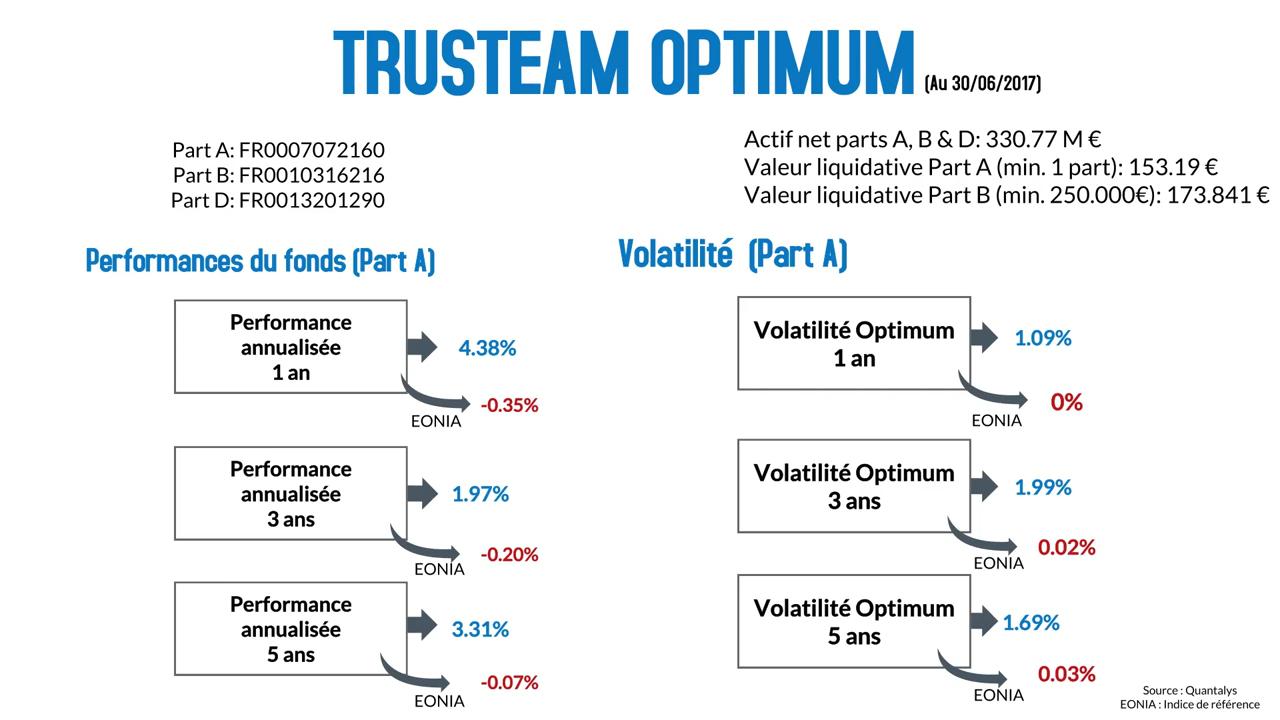 TRUSTEAM OPTIMUM (Au 30/06/2017)
Part A: FR0007072160
Part B: FR0010316216
Part D: FR0013201290
Actif net parts A, B & D: 330.77 M €
Valeur liquidative Part A (min. 1 part): 153.19 €
Valeur liquidative Part B (min. 250.000€): 173.841 €
Performances du fonds (Part A)
Performance
annualisée
1 an
4.38%
-0.35%
EONIA
Performance
annualisée
3 ans
1.97%
-0.20%
EONIA
Performance
annualisée
5 ans
3.31%
-0.07%
EONIA
Volatilité (Part A)
Volatilité Optimum
1 an
1.09%
0%
EONIA
Volatilité Optimum
3 ans
1.99%
0.02%
EONIA
Volatilité Optimum
5 ans
1.69%
0.03%
EONIA
Source : Quantalys
EONIA : Indice de référence